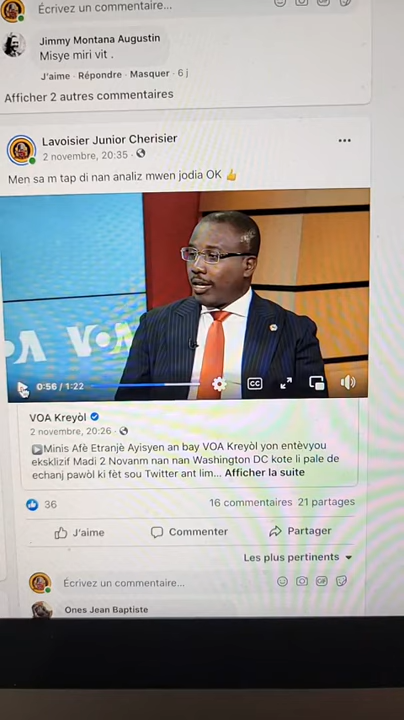 Écrivez un commentaire...
Jimmy Montana Augustin
Misye miri vit .
J'aime · Répondre · Masquer · 6 j
Afficher 2 autres commentaires
Lavoisier Junior Cherisier
2 novembre, 20:35 ·
Men sa m tap di nan analiz mwen jodia OK 👍
VOA
0:56 / 1:22
CC
VOA Kreyòl
2 novembre, 20:26 ·
▶Minis Afè Etranjè Ayisyen an bay VOA Kreyòl yon entèvyou
eksklizif Madi 2 Novanm nan nan Washington DC kote li pale de
echanj pawòl ki fèt sou Twitter ant lim... Afficher la suite
36
16 commentaires 21 partages
J'aime
Commenter
Partager
Les plus pertinents
Écrivez un commentaire...
GIF
Ones Jean Baptiste